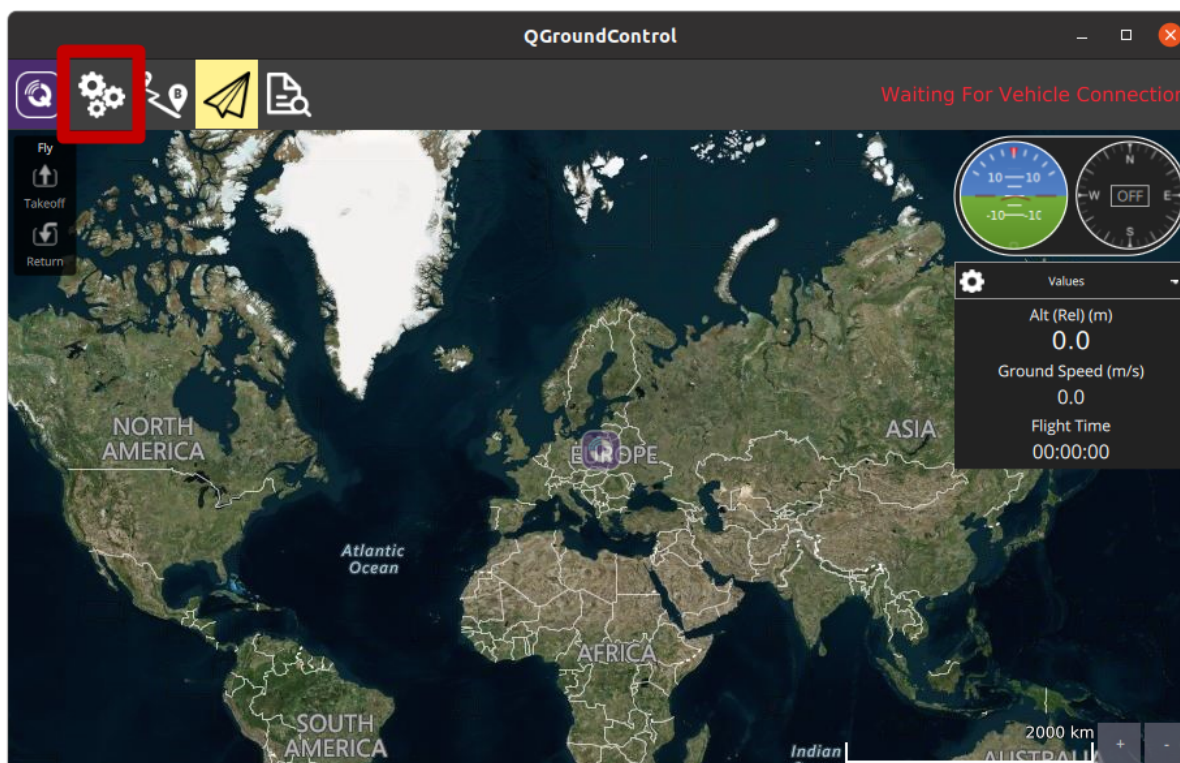 QGroundControl
B
Waiting For Vehicle Connection
Fly
Takeoff
Return
10 10
-10 -10
N
W OFF E
S
Values
Alt (Rel) (m)
0.0
Ground Speed (m/s)
0.0
Flight Time
00:00:00
NORTH
AMERICA
EUROPE
ASIA
Atlantic
Ocean
AFRICA
SOUTH
AMERICA
Indian
2000 km
AUSTRALIA
+ -